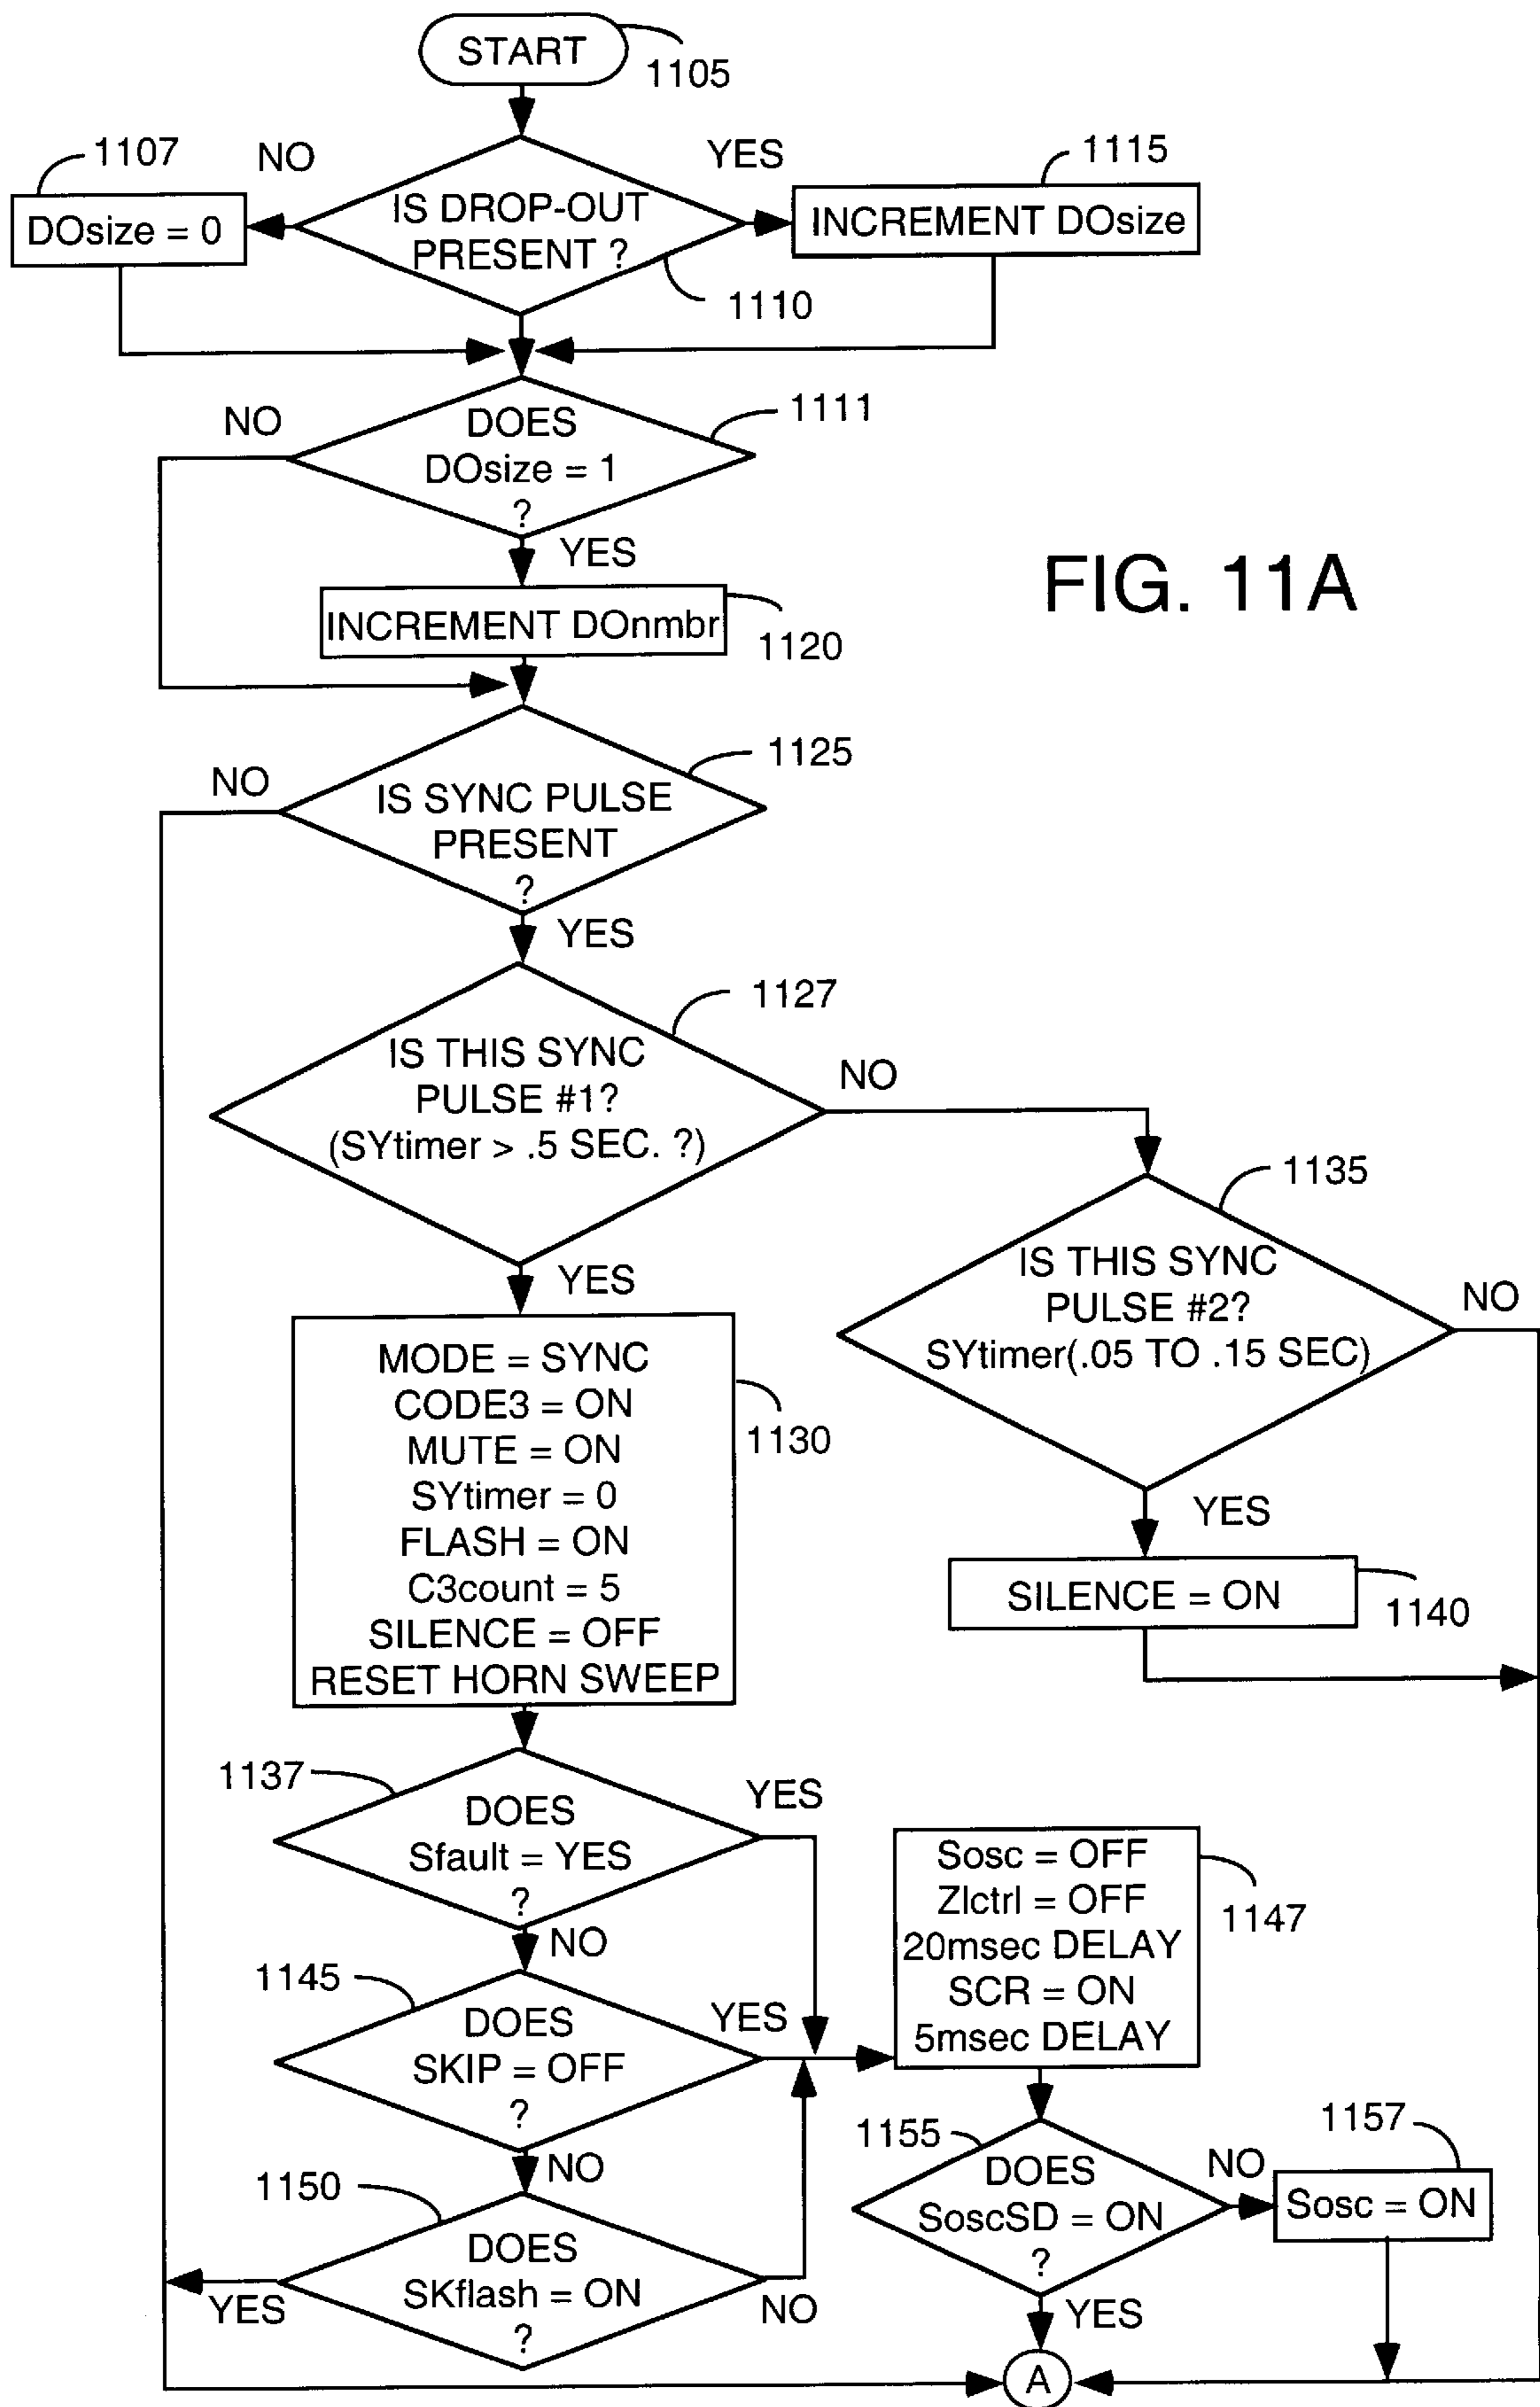 START
1105
1107
NO
YES
1115
DOsize = 0
IS DROP-OUT
PRESENT ?
INCREMENT DOsize
1110
NO
DOES
DOsize = 1
?
1111
YES
INCREMENT DOnmbr
1120
FIG. 11A
NO
IS SYNC PULSE
PRESENT
?
1125
YES
1127
IS THIS SYNC
PULSE #1?
(SYtimer > .5 SEC. ?)
NO
YES
1135
IS THIS SYNC
PULSE #2?
SYtimer(.05 TO .15 SEC)
NO
YES
SILENCE = ON
1140
MODE = SYNC
CODE3 = ON
MUTE = ON
SYtimer = 0
FLASH = ON
C3count = 5
SILENCE = OFF
RESET HORN SWEEP
1130
1137
DOES
Sfault = YES
?
YES
NO
1145
DOES
SKIP = OFF
?
YES
NO
1150
DOES
SKflash = ON
?
YES
NO
Sosc = OFF
Zlctrl = OFF
20msec DELAY
SCR = ON
5msec DELAY
1147
1155
DOES
SoscSD = ON
?
NO
1157
Sosc = ON
YES
A